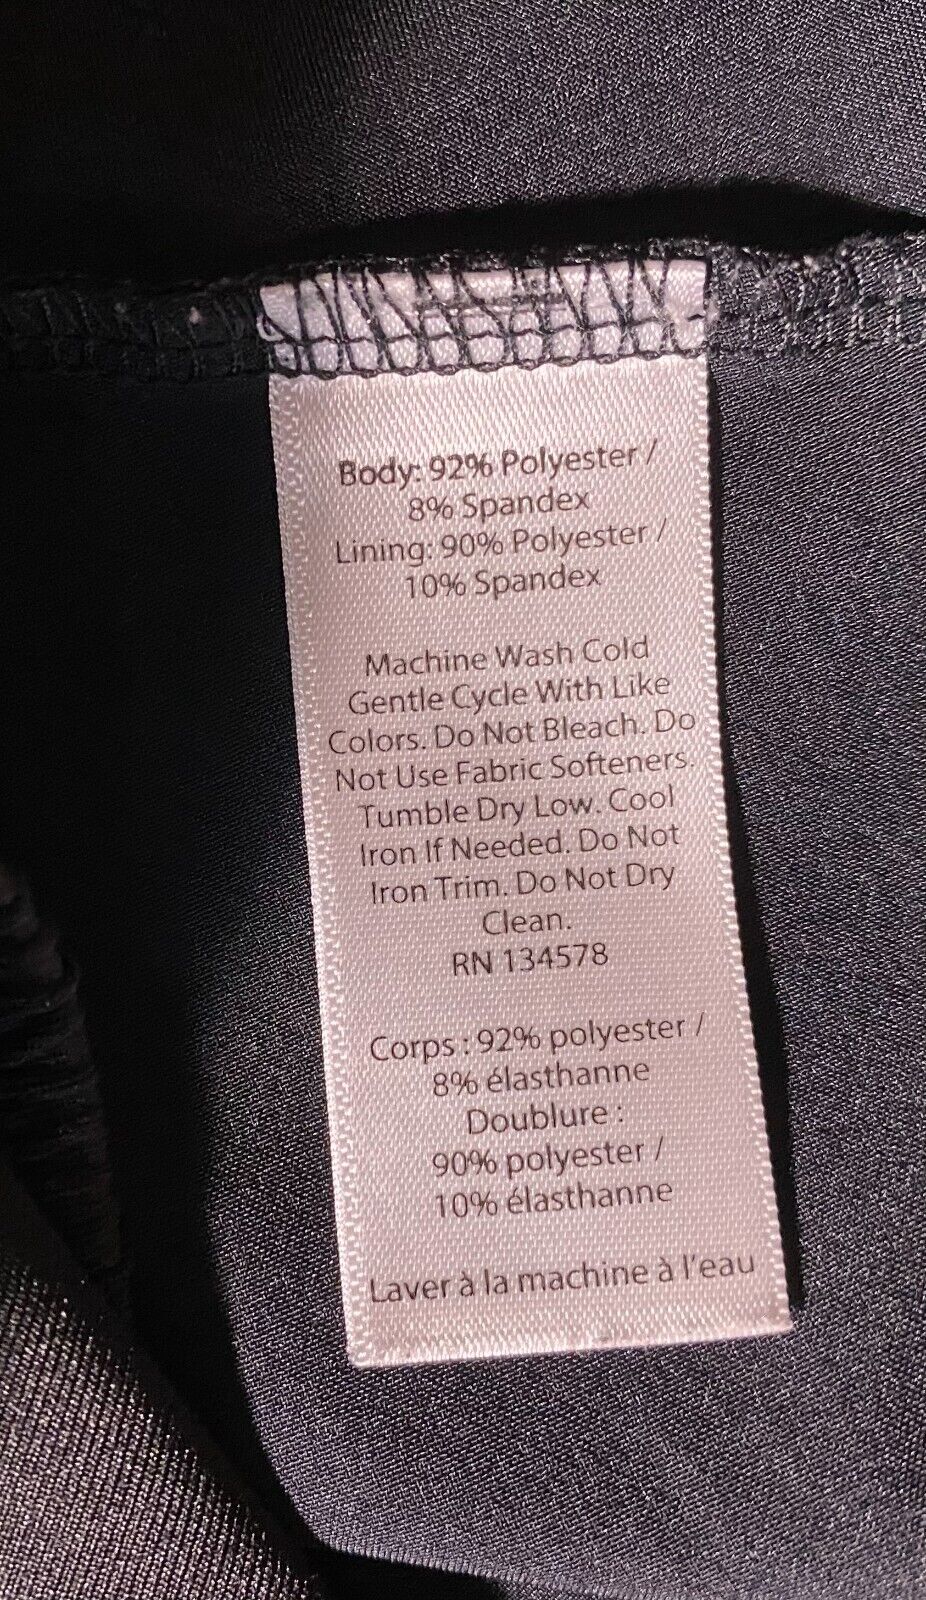 Body: 92% Polyester /
8% Spandex
Lining: 90% Polyester /
10% Spandex
Machine Wash Cold
Gentle Cycle With Like
Colors. Do Not Bleach. Do
Not Use Fabric Softeners.
Tumble Dry Low. Cool
Iron If Needed. Do Not
Iron Trim. Do Not Dry
Clean.
RN 134578
Corps : 92% polyester /
8% élasthanne
Doublure :
90% polyester /
10% élasthanne
Laver à la machine à l'eau